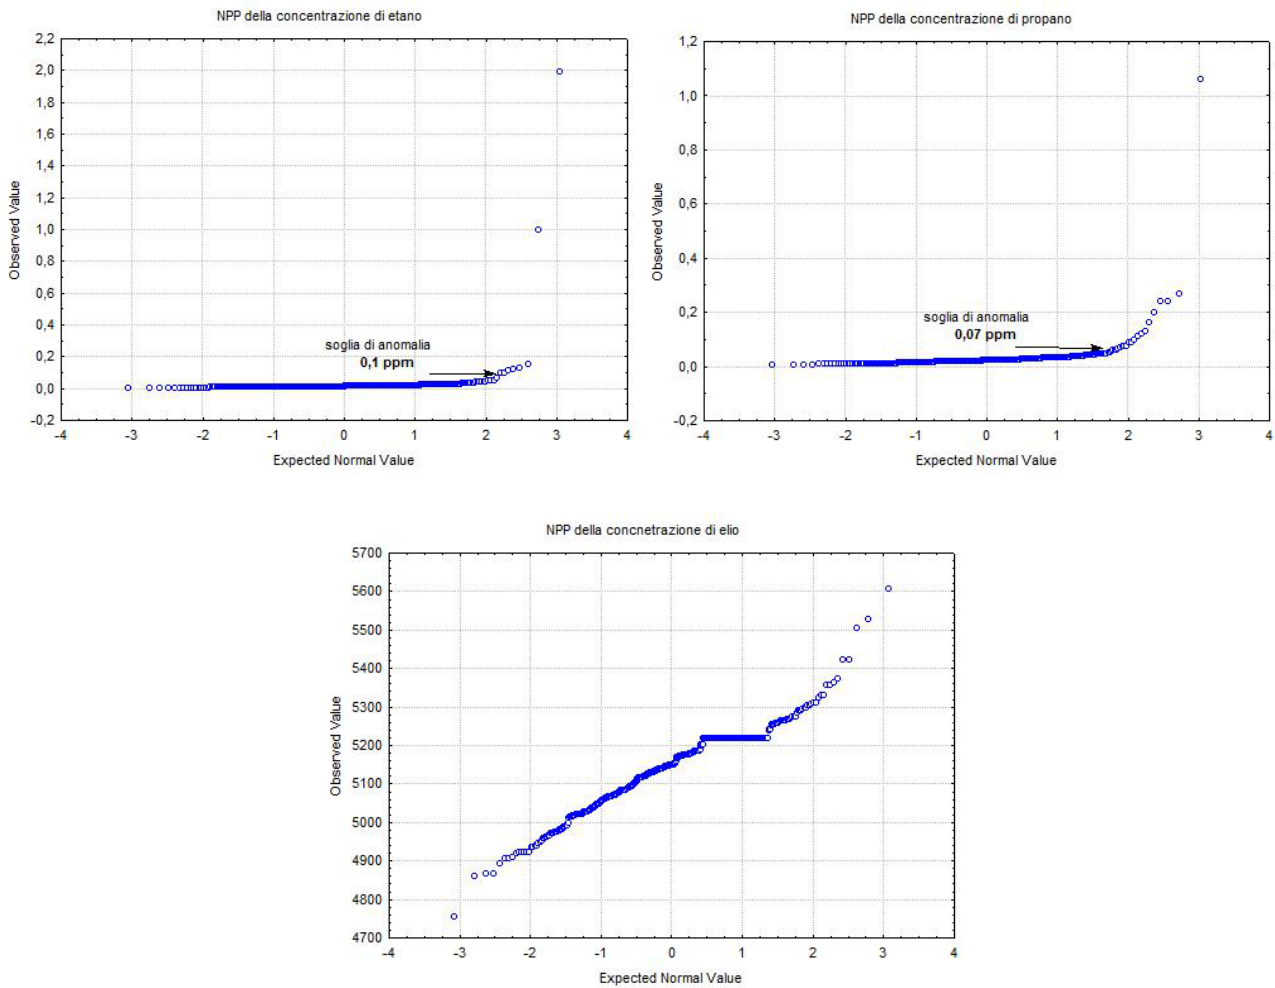 NPP della concentrazione di etano
2,2
2,0
1,8
1,6
1,4
1,2
1,0
0,8
0,6
0,4
0,2
0,0
-0,2
Observed Value
soglia di anomalia
0,1 ppm
-4 -3 -2 -1 0 1 2 3 4
Expected Normal Value
NPP della concentrazione di propano
1,2
1,0
0,8
0,6
0,4
0,2
0,0
-0,2
Observed Value
soglia di anomalia
0,07 ppm
-4 -3 -2 -1 0 1 2 3 4
Expected Normal Value
NPP della concnetrazione di elio
5700
5600
5500
5400
5300
5200
5100
5000
4900
4800
4700
Observed Value
-4 -3 -2 -1 0 1 2 3 4
Expected Normal Value